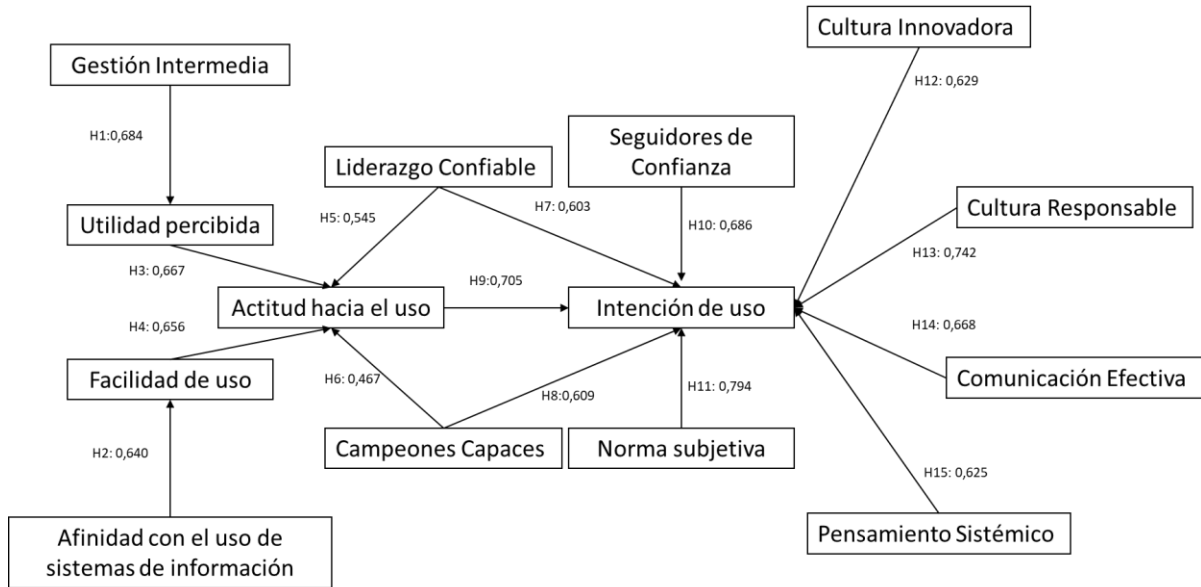 Cultura Innovadora
Gestión Intermedia
H12: 0,629
H1:0,684
Seguidores de
Confianza
Liderazgo Confiable
H7: 0,603
H5: 0,545
H10: 0,686
Cultura Responsable
Utilidad percibida
H13: 0,742
H3: 0,667
H9:0,705
Actitud hacia el uso
Intención de uso
H4: 0,656
H14: 0,668
Facilidad de uso
H6: 0,467
H8:0,609
H11: 0,794
Comunicación Efectiva
Campeones Capaces
Norma subjetiva
H2: 0,640
H15: 0,625
Afinidad con el uso de
sistemas de información
Pensamiento Sistémico